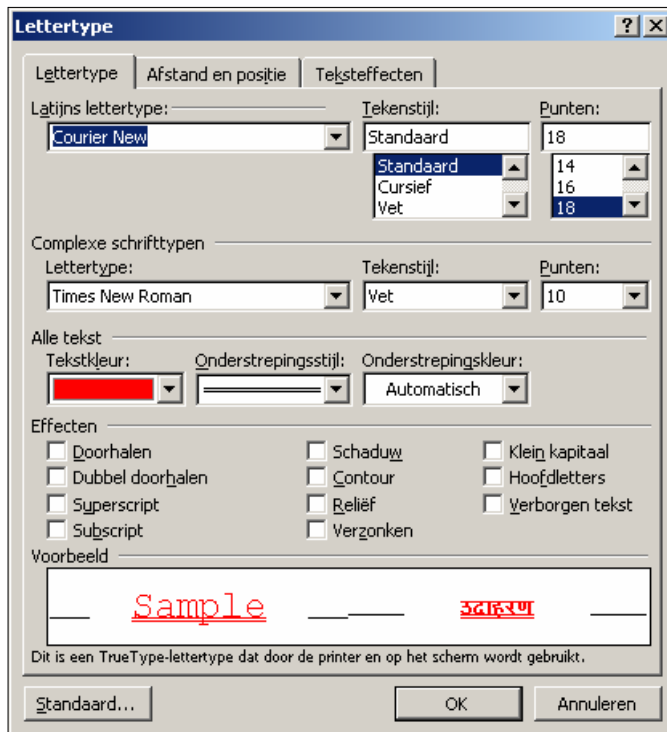 Lettertype
Lettertype Afstand en positie Teksteffecten
Latijns lettertype: Tekenstijl: Punten:
Courier New Standaard 18
Standaard 14
Cursief 16
Vet 18
Complexe schrifttypen
Lettertype: Tekenstijl: Punten:
Times New Roman Vet 10
Alle tekst
Tekstkleur: Onderstrepingsstijl: Onderstrepingskleur:
Automatisch
Effecten
Doorhalen Schaduw Klein kapitaal
Dubbel doorhalen Contour Hoofdletters
Superscript Reliëf Verborgen tekst
Subscript Verzonken
Voorbeeld
Sample उदाहरण
Dit is een TrueType-lettertype dat door de printer en op het scherm wordt gebruikt.
Standaard... OK Annuleren